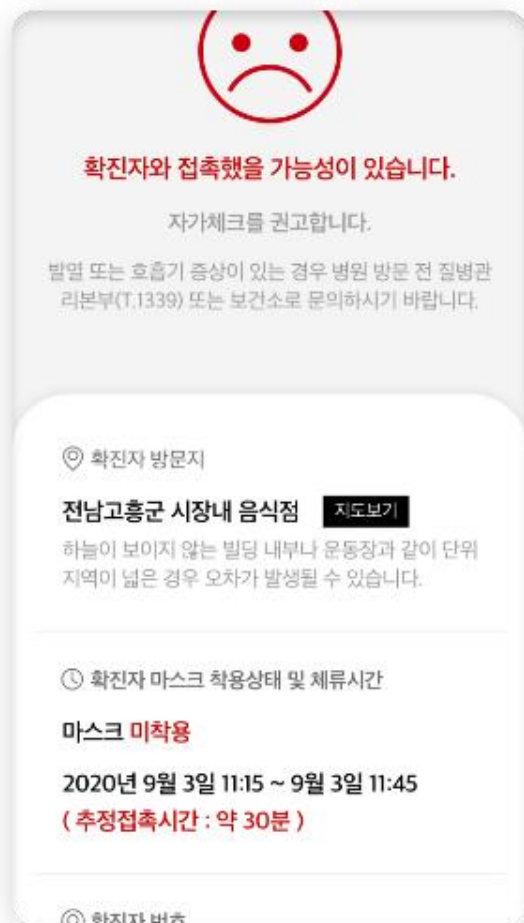 확진자와 접촉했을 가능성이 있습니다.
자가체크를 권고합니다.
발열 또는 호흡기 증상이 있는 경우 병원 방문 전 질병관
리본부(T.1339) 또는 보건소로 문의하시기 바랍니다.
확진자 방문지
전남고흥군 시장내 음식점 지도보기
하늘이 보이지 않는 빌딩 내부나 운동장과 같이 단위
지역이 넓은 경우 오차가 발생될 수 있습니다.
확진자 마스크 착용상태 및 체류시간
마스크 미착용
2020년 9월 3일 11:15 ~ 9월 3일 11:45
( 추정접촉시간 : 약 30분 )
확진자 번호